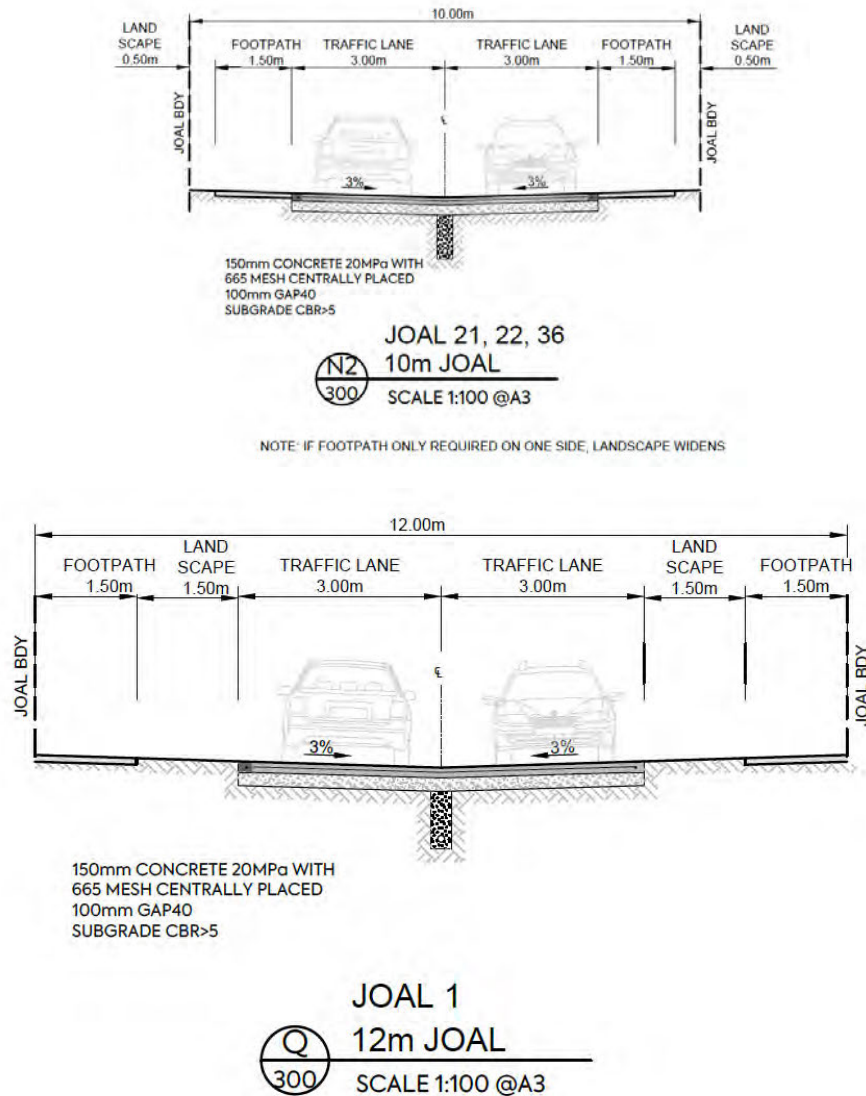 10.00m
LAND
SCAPE
0.50m
FOOTPATH
1.50m
TRAFFIC LANE
3.00m
TRAFFIC LANE
3.00m
FOOTPATH
1.50m
LAND
SCAPE
0.50m
JOAL BDY
JOAL BDY
℄
3%
3%
150mm CONCRETE 20MPa WITH
665 MESH CENTRALLY PLACED
100mm GAP40
SUBGRADE CBR>5
JOAL 21, 22, 36
N2
300
10m JOAL
SCALE 1:100 @A3
NOTE: IF FOOTPATH ONLY REQUIRED ON ONE SIDE, LANDSCAPE WIDENS
12.00m
FOOTPATH
1.50m
LAND
SCAPE
1.50m
TRAFFIC LANE
3.00m
TRAFFIC LANE
3.00m
LAND
SCAPE
1.50m
FOOTPATH
1.50m
JOAL BDY
JOAL BDY
℄
3%
3%
150mm CONCRETE 20MPa WITH
665 MESH CENTRALLY PLACED
100mm GAP40
SUBGRADE CBR>5
JOAL 1
Q
300
12m JOAL
SCALE 1:100 @A3